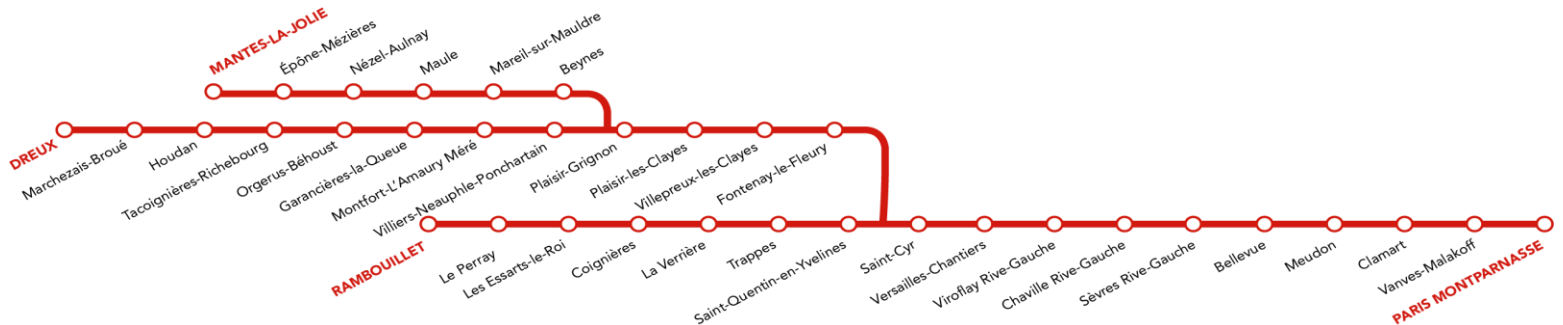 MANTES-LA-JOLIE
Épône-Mézières
Nézel-Aulnay
Maule
Mareil-sur-Mauldre
Beynes
DREUX
Marchezais-Broué
Houdan
Tacoignières-Richebourg
Orgerus-Béhoust
Garancières-la-Queue
Montfort-L'Amaury Méré
Villiers-Neauphle-Ponchartain
Plaisir-Grignon
Plaisir-les-Clayes
Villepreux-les-Clayes
Fontenay-le-Fleury
RAMBOUILLET
Le Perray
Les Essarts-le-Roi
Coignières
La Verrière
Trappes
Saint-Quentin-en-Yvelines
Saint-Cyr
Versailles-Chantiers
Viroflay Rive-Gauche
Chaville Rive-Gauche
Sèvres Rive-Gauche
Bellevue
Meudon
Clamart
Vanves-Malakoff
PARIS MONTPARNASSE